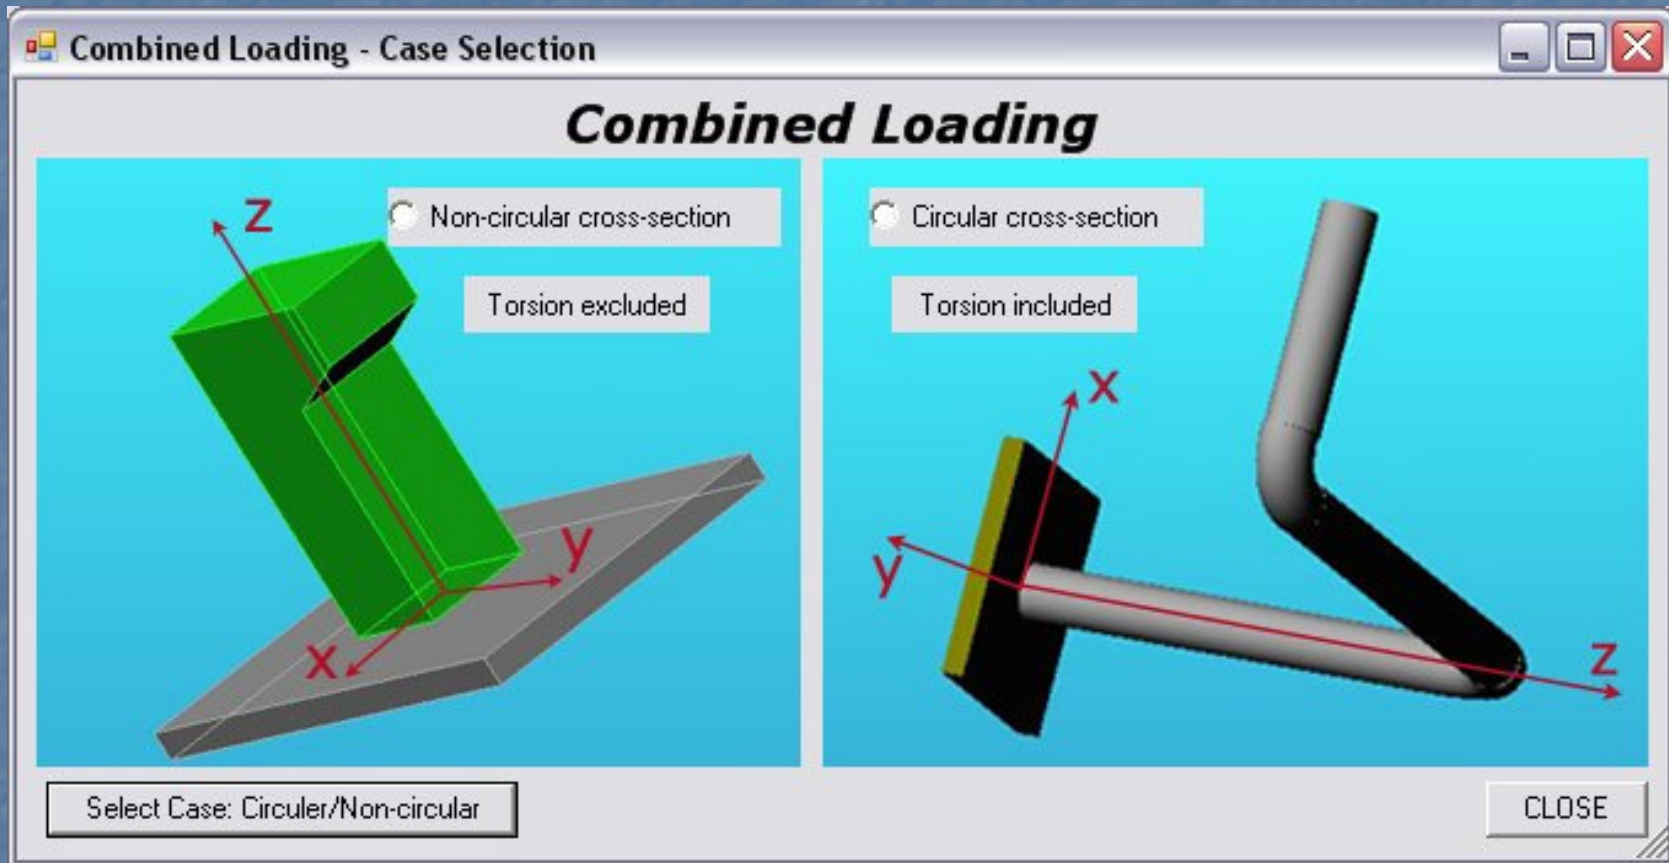 Combined Loading - Case Selection
Combined Loading
z
Non-circular cross-section
Torsion excluded
y
x
Circular cross-section
Torsion included
x
y
z
Select Case: Circuler/Non-circular
CLOSE